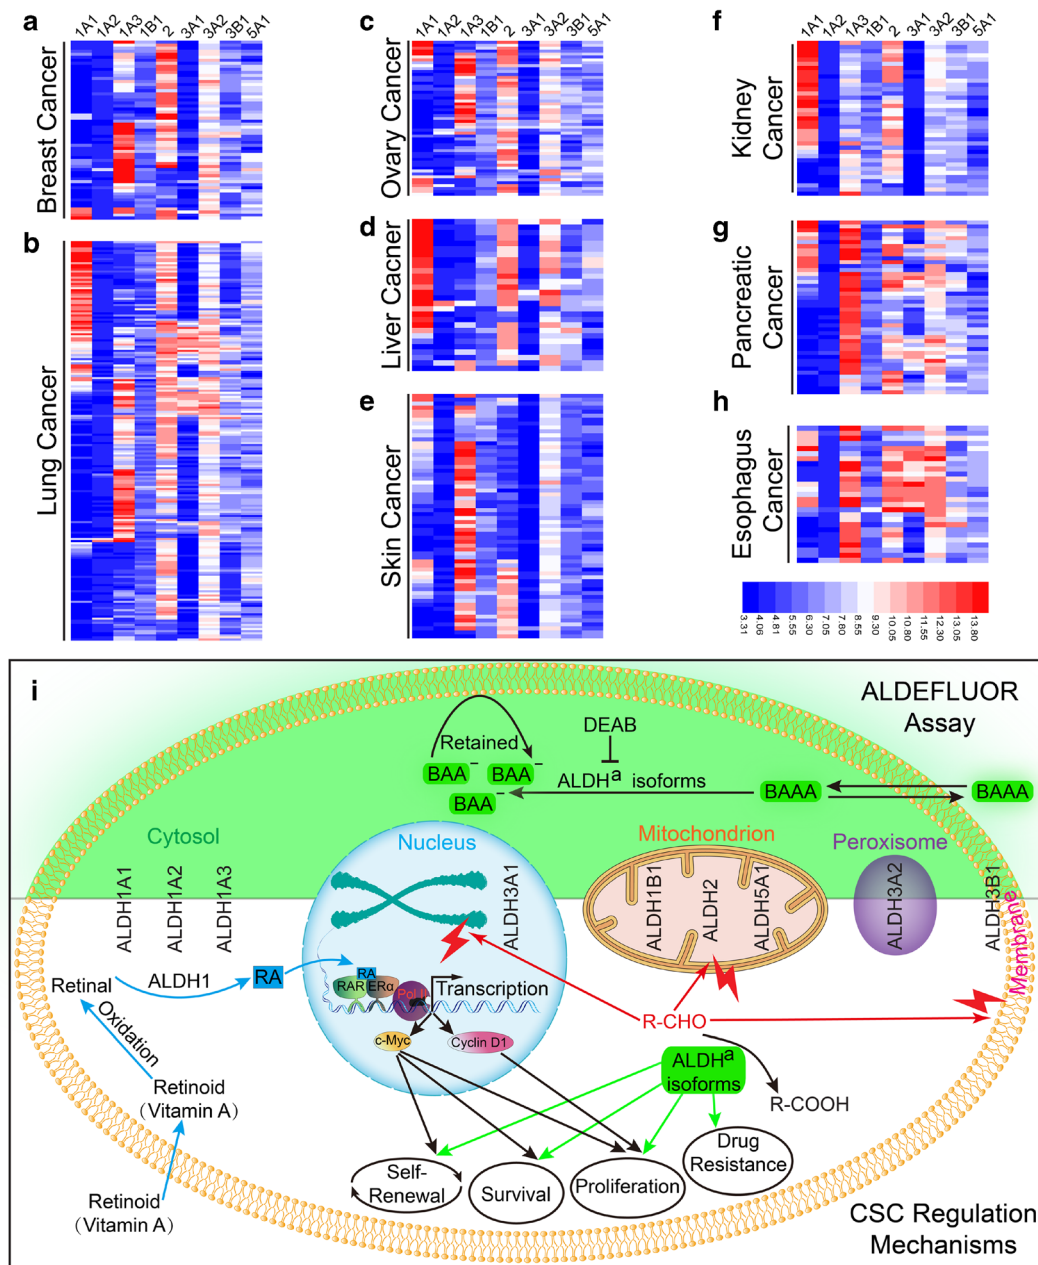 a
1A1 1A2 1A3 1B1 2 3A1 3A2 3B1 5A1
Breast Cancer
b
Lung Cancer
c
1A1 1A2 1A3 1B1 2 3A1 3A2 3B1 5A1
Ovary Cancer
d
Liver Cacner
e
Skin Cancer
f
1A1 1A2 1A3 1B1 2 3A1 3A2 3B1 5A1
Kidney
Cancer
g
Pancreatic
Cancer
h
Esophagus
Cancer
3.31 4.06 4.81 5.55 6.30 7.05 7.80 8.55 9.30 10.05 10.80 11.55 12.30 13.05 13.80
i
ALDEFLUOR
Assay
DEAB
Retained
BAA⁻ BAA⁻
ALDHᵃ isoforms
BAAA
BAAA
BAA⁻
Cytosol
Nucleus
Mitochondrion
Peroxisome
ALDH1A1
ALDH1A2
ALDH1A3
ALDH3A1
ALDH1B1
ALDH2
ALDH5A1
ALDH3A2
ALDH3B1
Membrane
Retinal
ALDH1
RA
RA
RAR
ERα
Pol II
Transcription
c-Myc
Cyclin D1
R-CHO
Oxidation
Retinoid
(Vitamin A)
Retinoid
(Vitamin A)
ALDHᵃ
isoforms
R-COOH
Self-
Renewal
Survival
Proliferation
Drug
Resistance
CSC Regulation
Mechanisms